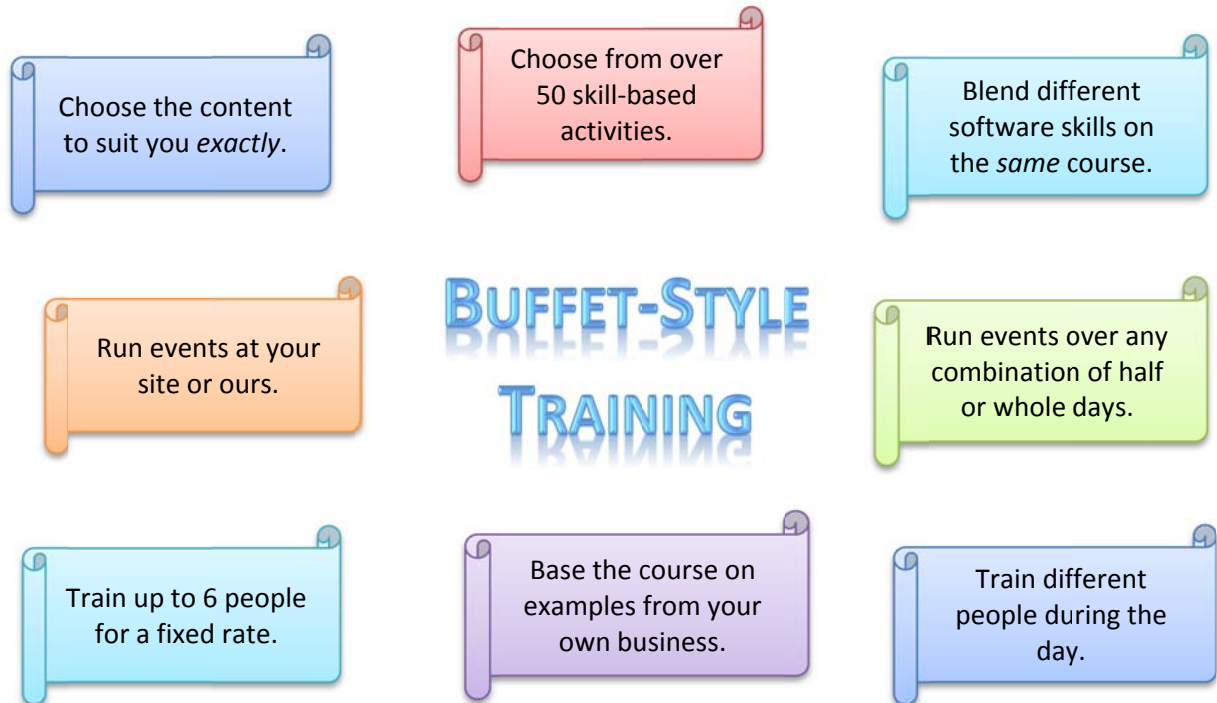 Choose the content
to suit you exactly.
Choose from over
50 skill-based
activities.
Blend different
software skills on
the same course.
Run events at your
site or ours.
BUFFET-STYLE
TRAINING
Run events over any
combination of half
or whole days.
Train up to 6 people
for a fixed rate.
Base the course on
examples from your
own business.
Train different
people during the
day.